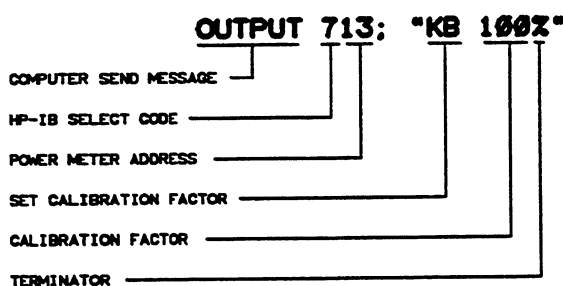 OUTPUT 713; "KB 100%"
COMPUTER SEND MESSAGE
HP-IB SELECT CODE
POWER METER ADDRESS
SET CALIBRATION FACTOR
CALIBRATION FACTOR
TERMINATOR